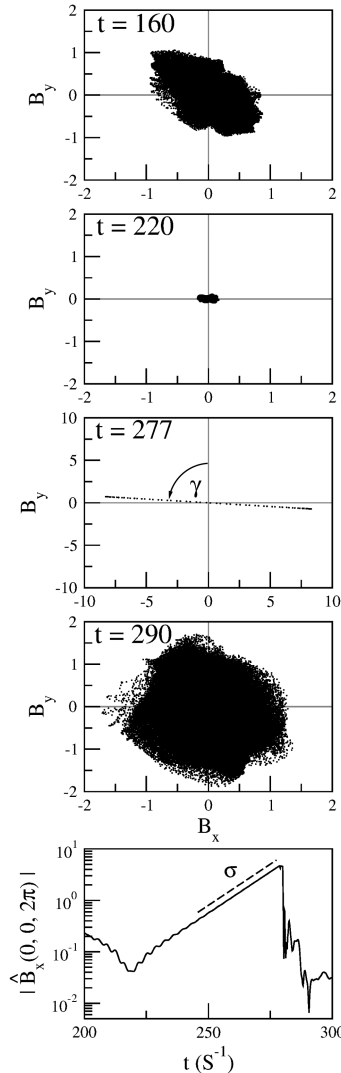 t = 160
2
1
0
-1
-2
B_y
-2 -1 0 1 2
t = 220
2
1
0
-1
-2
B_y
-2 -1 0 1 2
t = 277
10
5
0
-5
-10
B_y
γ
-10 -5 0 5 10
t = 290
2
1
0
-1
-2
B_y
-2 -1 0 1 2
B_x
10^1
10^0
10^-1
10^-2
| B̂_x(0, 0, 2π) |
σ
200 250 300
t (S^-1)